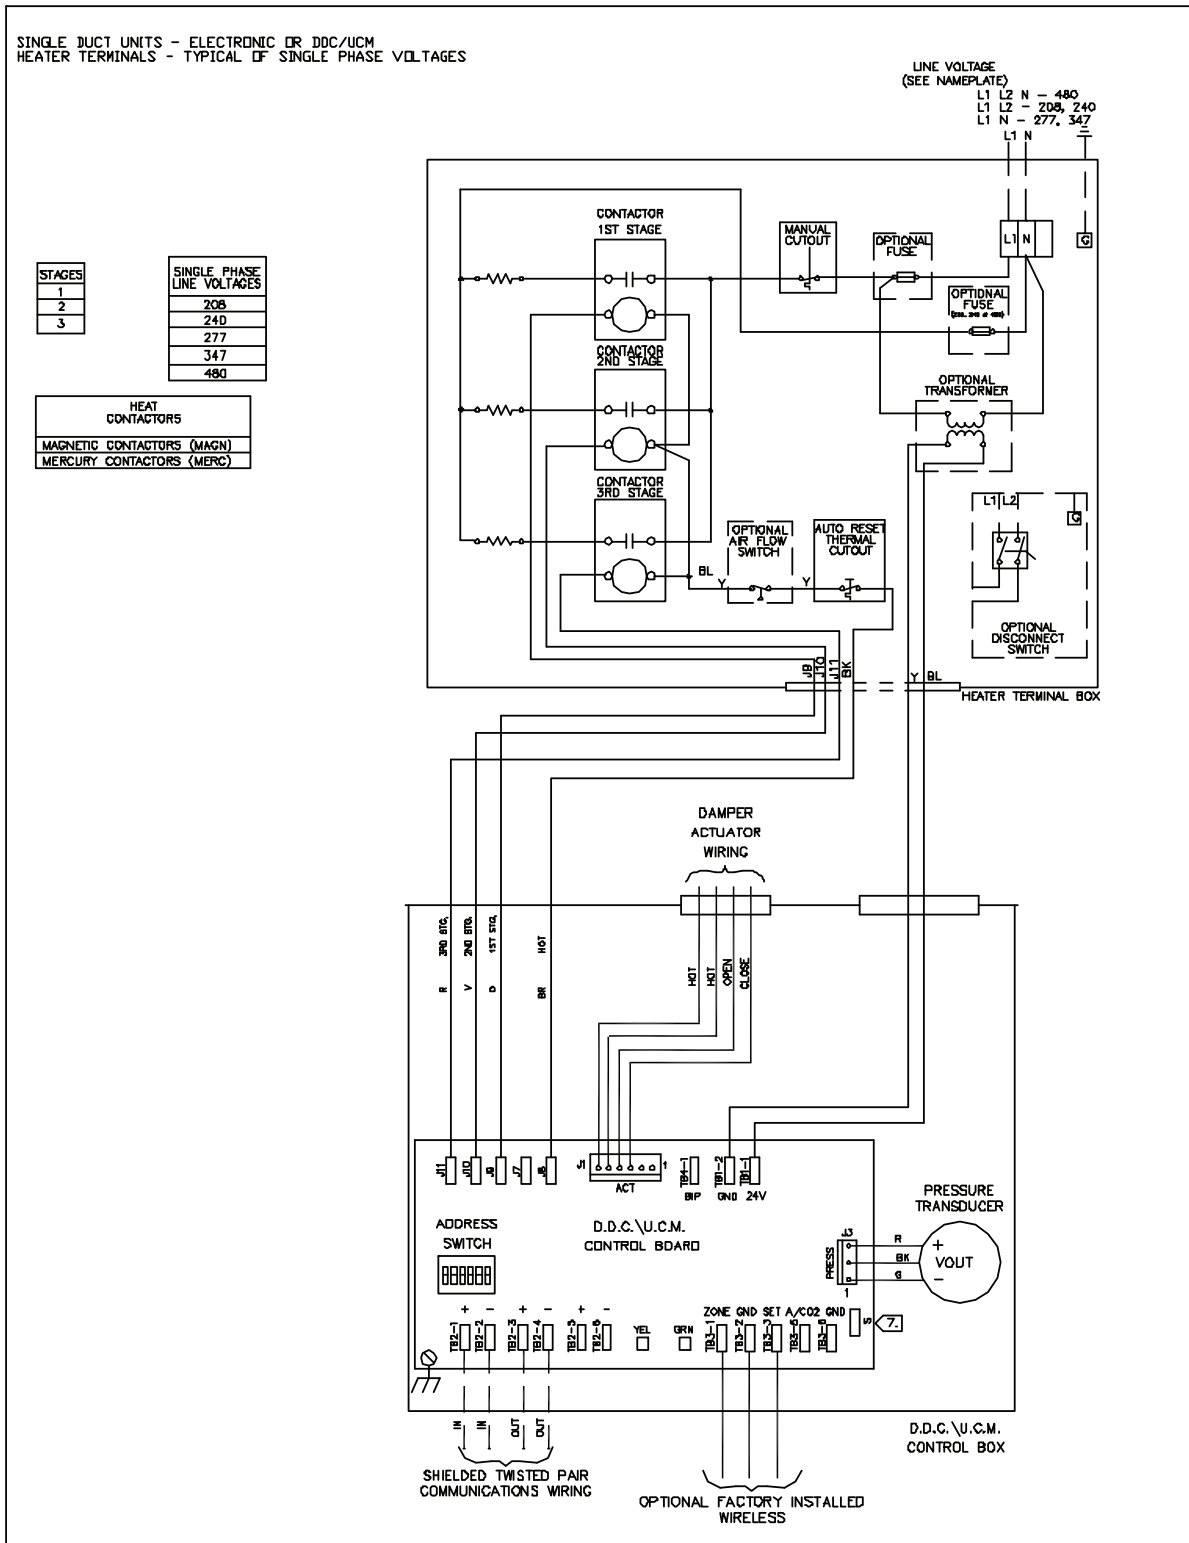 SINGLE DUCT UNITS - ELECTRONIC OR DDC/UCM
HEATER TERMINALS - TYPICAL OF SINGLE PHASE VOLTAGES
LINE VOLTAGE
(SEE NAMEPLATE)
L1 L2 N - 480
L1 L2 - 208, 240
L1 N - 277, 347
L1 N
CONTACTOR
1ST STAGE
MANUAL
CUTOUT
OPTIONAL
FUSE
L1 N
G
STAGES
1
2
3
SINGLE PHASE
LINE VOLTAGES
208
240
277
347
480
OPTIONAL
FUSE
CONTACTOR
2ND STAGE
OPTIONAL
TRANSFORMER
HEAT
CONTACTORS
MAGNETIC CONTACTORS (MAGN)
MERCURY CONTACTORS (MERC)
CONTACTOR
3RD STAGE
L1 L2
G
OPTIONAL
AIR FLOW
SWITCH
AUTO RESET
THERMAL
CUTOUT
BL
Y
Y
OPTIONAL
DISCONNECT
SWITCH
J9
J10
J11
BK
Y BL
HEATER TERMINAL BOX
DAMPER
ACTUATOR
WIRING
3RD STG.
2ND STG.
1ST STG.
HOT
R
V
O
BR
HOT
HOT
OPEN
CLOSE
J11
J10
J9
J7
J8
J1
1
ACT
TB4-1
TB1-2
TB1-1
BIP
GND
24V
ADDRESS
SWITCH
D.D.C.\U.C.M.
CONTROL BOARD
PRESSURE
TRANSDUCER
J3
PRESS
1
R
BK
G
+
VOUT
-
+ - + - + -
TB2-1
TB2-2
TB2-3
TB2-4
TB2-5
TB2-6
YEL
GRN
ZONE GND SET A/CO2 GND
TB3-1
TB3-2
TB3-3
TB3-5
TB3-6
7.
IN
IN
OUT
OUT
D.D.C.\U.C.M.
CONTROL BOX
SHIELDED TWISTED PAIR
COMMUNICATIONS WIRING
OPTIONAL FACTORY INSTALLED
WIRELESS